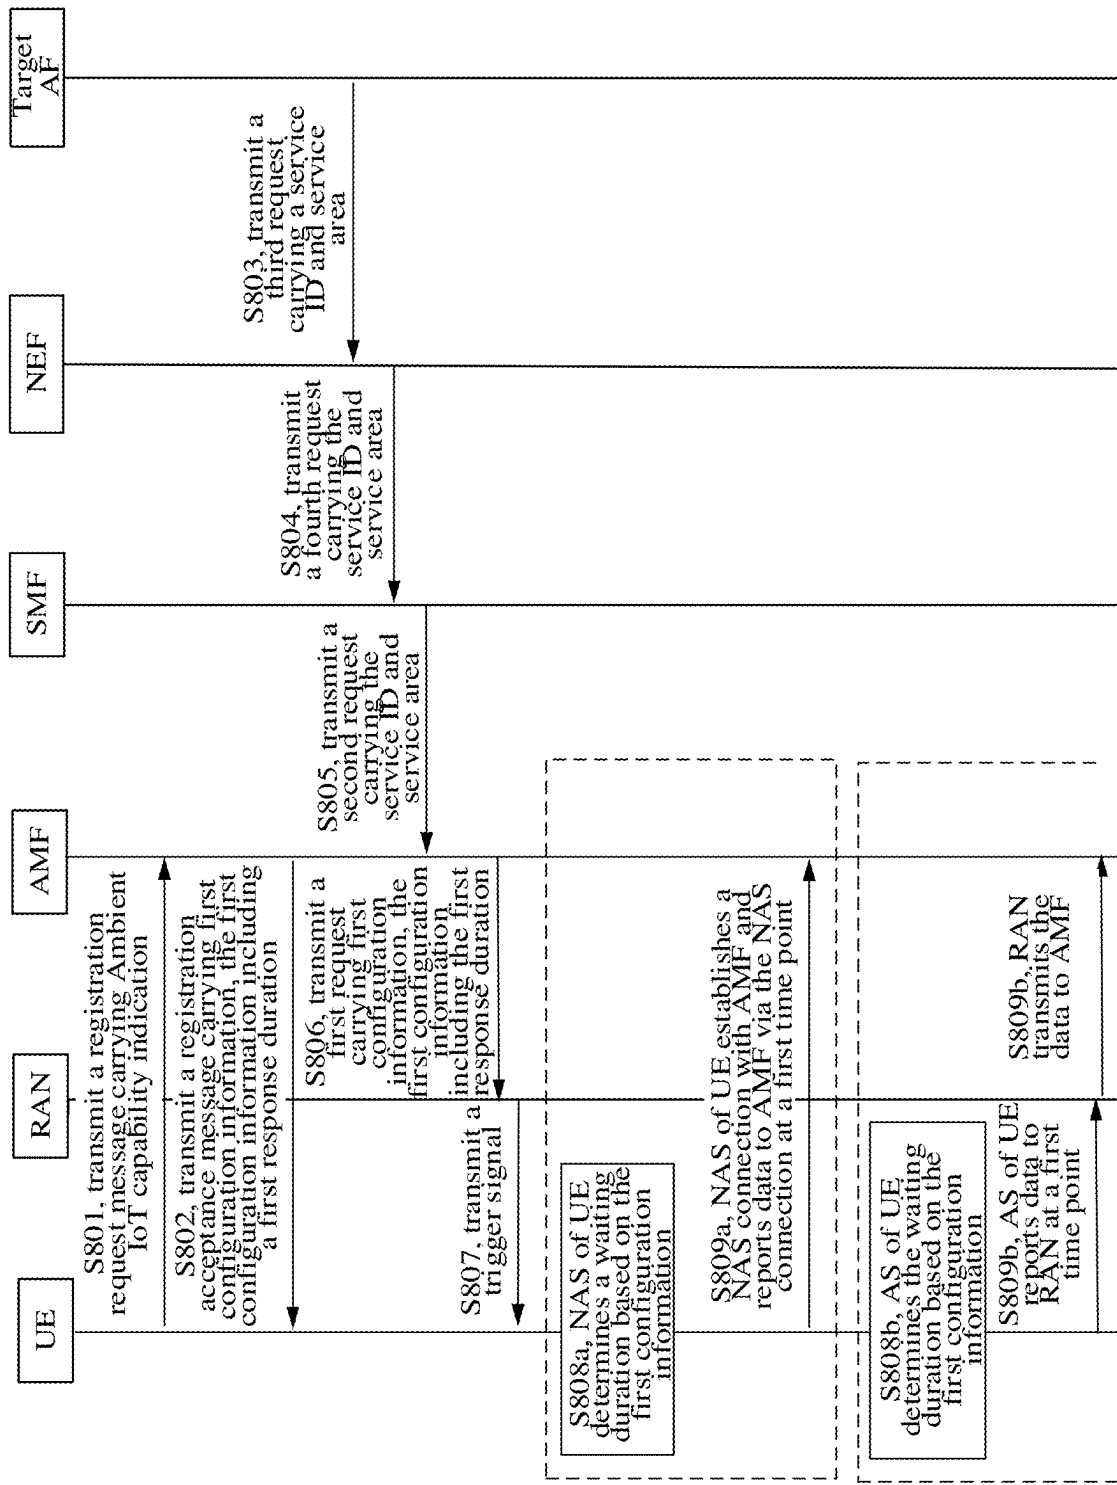 UE
RAN
AMF
SMF
NEF
Target
AF
S801, transmit a registration
request message carrying Ambient
IoT capability indication
S802, transmit a registration
acceptance message carrying first
configuration information, the first
configuration information including
a first response duration
S803, transmit a
third request
carrying a service
ID and service
area
S804, transmit
a fourth request
carrying the
service ID and
service area
S805, transmit a
second request
carrying the
service ID and
service area
S806, transmit a
first request
carrying first
configuration
information, the
first configuration
information
including the first
response duration
S807, transmit a
trigger signal
S808a, NAS of UE
determines a waiting
duration based on the
first configuration
information
S809a, NAS of UE establishes a
NAS connection with AMF and
reports data to AMF via the NAS
connection at a first time point
S808b, AS of UE
determines the waiting
duration based on the
first configuration
information
S809b, AS of UE
reports data to
RAN at a first
time point
S809b, RAN
transmits the
data to AMF